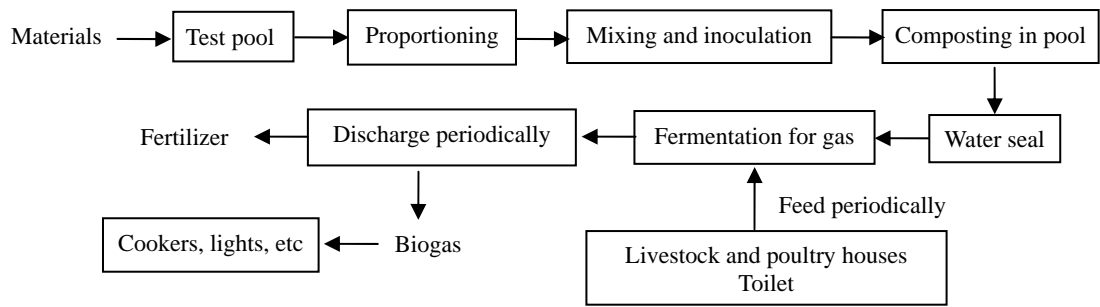 Materials
Test pool
Proportioning
Mixing and inoculation
Composting in pool
Water seal
Fermentation for gas
Discharge periodically
Fertilizer
Feed periodically
Livestock and poultry houses
Toilet
Biogas
Cookers, lights, etc